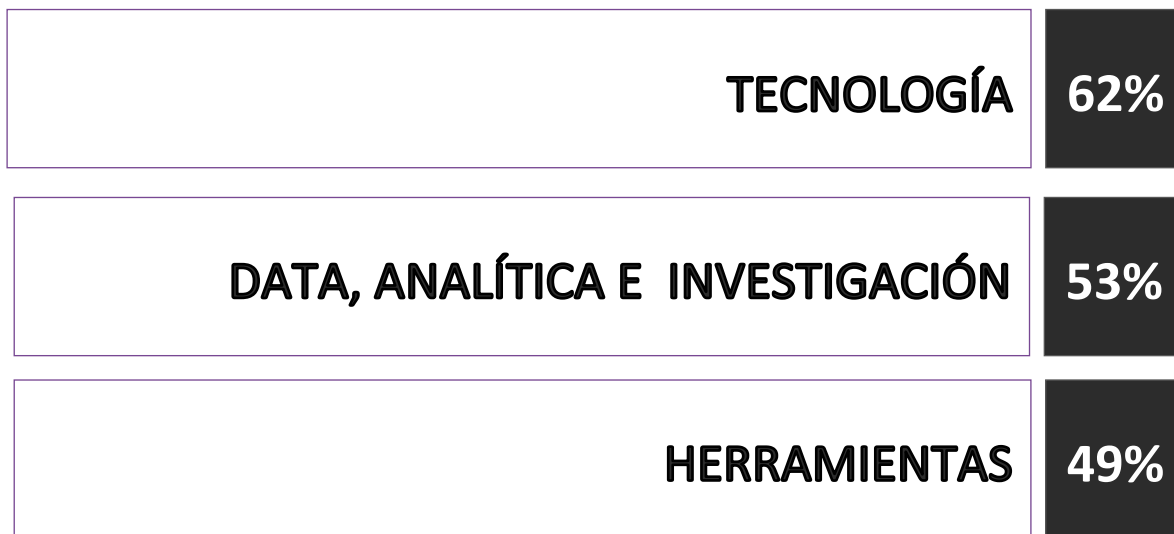 TECNOLOGÍA 62%
DATA, ANALÍTICA E INVESTIGACIÓN 53%
HERRAMIENTAS 49%